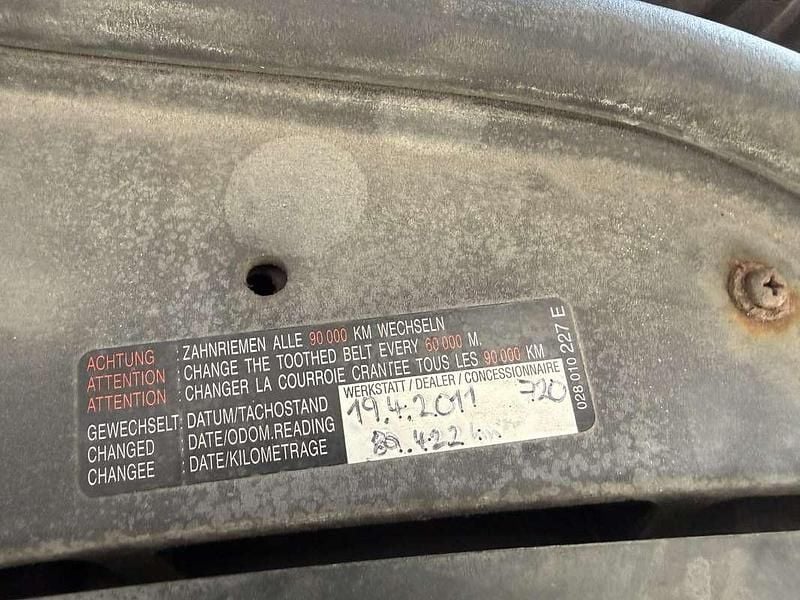 ACHTUNG : ZAHNRIEMEN ALLE 90 000 KM WECHSELN
ATTENTION : CHANGE THE TOOTHED BELT EVERY 60 000 M.
ATTENTION : CHANGER LA COURROIE CRANTEE TOUS LES 90 000 KM
WERKSTATT / DEALER / CONCESSIONNAIRE
GEWECHSELT : DATUM/TACHOSTAND
CHANGED : DATE/ODOM.READING
CHANGEE : DATE/KILOMETRAGE
19.4.2011 720
89.422 km
028 010 227 E